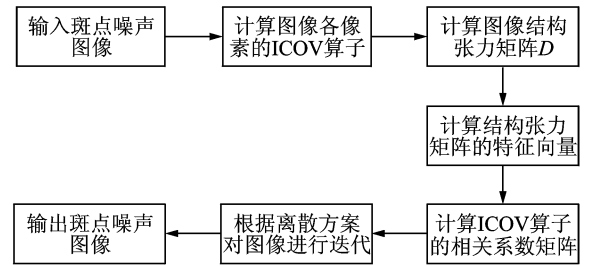 输入斑点噪声
图像
计算图像各像
素的ICOV算子
计算图像结构
张力矩阵D
计算结构张力
矩阵的特征向量
计算ICOV算子
的相关系数矩阵
根据离散方案
对图像进行迭代
输出斑点噪声
图像